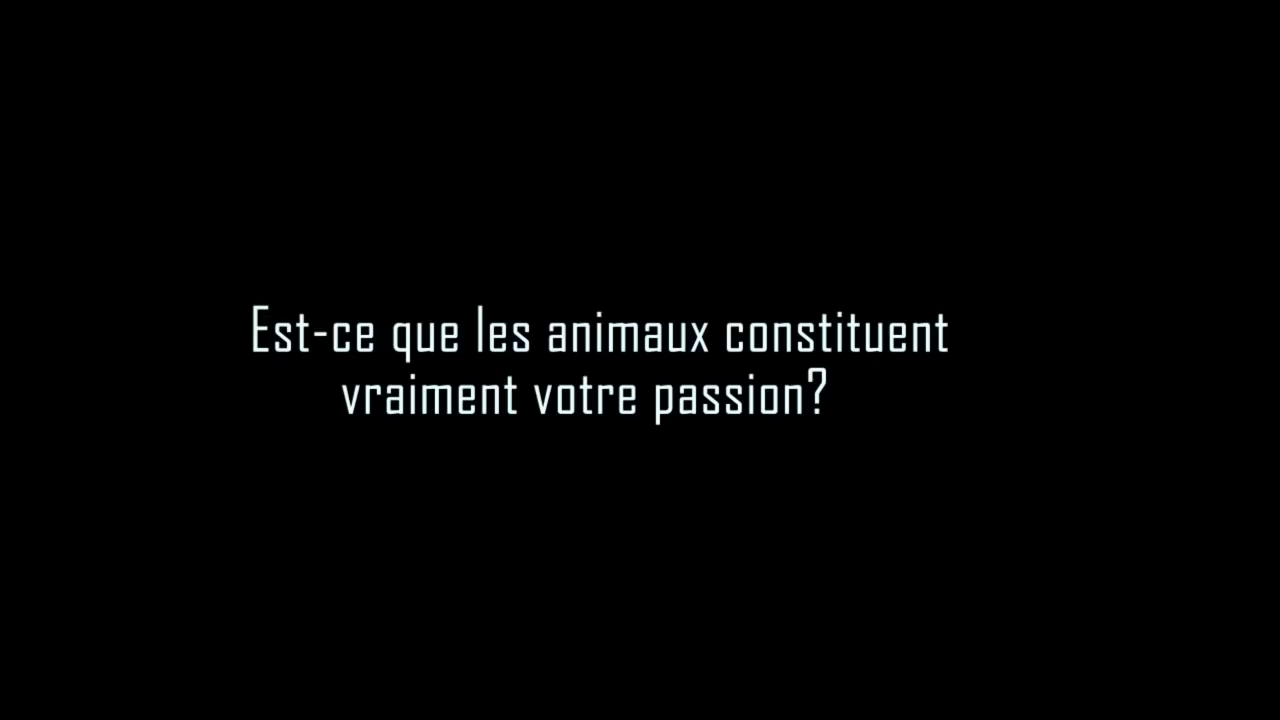 Est-ce que les animaux constituent
vraiment votre passion?